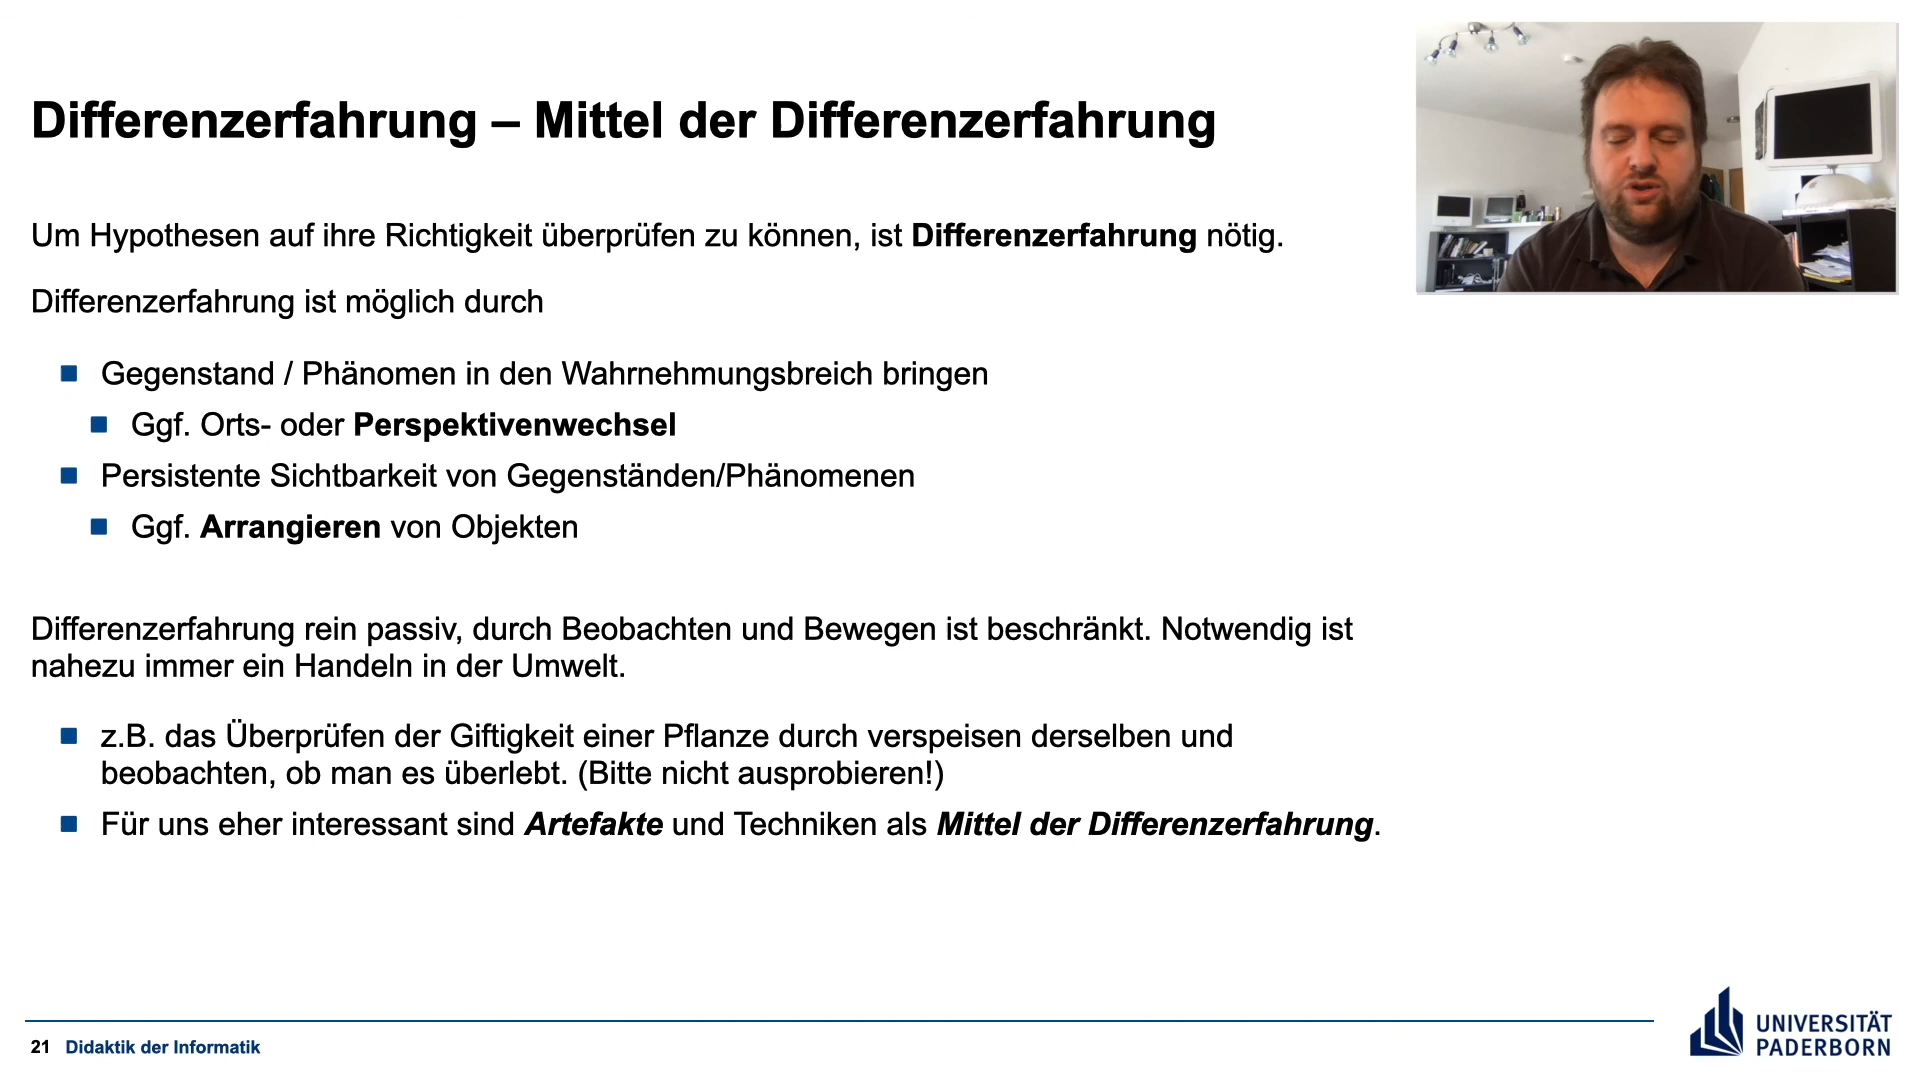 Differenzerfahrung – Mittel der Differenzerfahrung
Um Hypothesen auf ihre Richtigkeit überprüfen zu können, ist Differenzerfahrung nötig.
Differenzerfahrung ist möglich durch
Gegenstand / Phänomen in den Wahrnehmungsbreich bringen
Ggf. Orts- oder Perspektivenwechsel
Persistente Sichtbarkeit von Gegenständen/Phänomenen
Ggf. Arrangieren von Objekten
Differenzerfahrung rein passiv, durch Beobachten und Bewegen ist beschränkt. Notwendig ist
nahezu immer ein Handeln in der Umwelt.
z.B. das Überprüfen der Giftigkeit einer Pflanze durch verspeisen derselben und
beobachten, ob man es überlebt. (Bitte nicht ausprobieren!)
Für uns eher interessant sind Artefakte und Techniken als Mittel der Differenzerfahrung.
21 Didaktik der Informatik
UNIVERSITÄT
PADERBORN